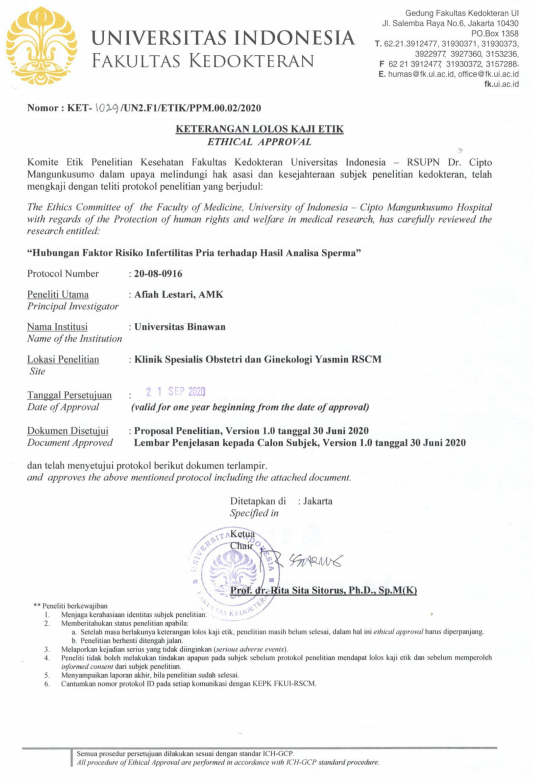 UNIVERSITAS INDONESIA
FAKULTAS KEDOKTERAN
Gedung Fakultas Kedokteran UI
Jl. Salemba Raya No.6, Jakarta 10430
PO.Box 1358
T. 62.21.3912477, 31930371, 31930373,
3922977, 3927360, 3153236,
F 62 21 3912477, 31930372, 3157288.
E. humas@fk.ui.ac.id, office@fk.ui.ac.id
fk.ui.ac.id
Nomor : KET- 1029/UN2.F1/ETIK/PPM.00.02/2020
KETERANGAN LOLOS KAJI ETIK
ETHICAL APPROVAL
Komite Etik Penelitian Kesehatan Fakultas Kedokteran Universitas Indonesia – RSUPN Dr. Cipto
Mangunkusumo dalam upaya melindungi hak asasi dan kesejahteraan subjek penelitian kedokteran, telah
mengkaji dengan teliti protokol penelitian yang berjudul:
The Ethics Committee of the Faculty of Medicine, University of Indonesia – Cipto Mangunkusumo Hospital
with regards of the Protection of human rights and welfare in medical research, has carefully reviewed the
research entitled:
“Hubungan Faktor Risiko Infertilitas Pria terhadap Hasil Analisa Sperma”
Protocol Number : 20-08-0916
Peneliti Utama : Afiah Lestari, AMK
Principal Investigator
Nama Institusi : Universitas Binawan
Name of the Institution
Lokasi Penelitian : Klinik Spesialis Obstetri dan Ginekologi Yasmin RSCM
Site
Tanggal Persetujuan : 21 SEP 2020
Date of Approval (valid for one year beginning from the date of approval)
Dokumen Disetujui : Proposal Penelitian, Version 1.0 tanggal 30 Juni 2020
Document Approved Lembar Penjelasan kepada Calon Subjek, Version 1.0 tanggal 30 Juni 2020
dan telah menyetujui protokol berikut dokumen terlampir.
and approves the above mentioned protocol including the attached document.
Ditetapkan di : Jakarta
Specified in
Ketua
Chair
UNIVERSITAS INDONESIA
FAKULTAS KEDOKTERAN
Prof. dr. Rita Sita Sitorus, Ph.D., Sp.M(K)
** Peneliti berkewajiban
1. Menjaga kerahasiaan identitas subjek penelitian.
2. Memberitahukan status penelitian apabila:
a. Setelah masa berlakunya keterangan lolos kaji etik, penelitian masih belum selesai, dalam hal ini ethical approval harus diperpanjang.
b. Penelitian berhenti ditengah jalan.
3. Melaporkan kejadian serius yang tidak diinginkan (serious adverse events).
4. Peneliti tidak boleh melakukan tindakan apapun pada subjek sebelum protokol penelitian mendapat lolos kaji etik dan sebelum memperoleh
informed consent dari subjek penelitian.
5. Menyampaikan laporan akhir, bila penelitian sudah selesai.
6. Cantumkan nomor protokol ID pada setiap komunikasi dengan KEPK FKUI-RSCM.
Semua prosedur persetujuan dilakukan sesuai dengan standar ICH-GCP.
All procedure of Ethical Approval are performed in accordance with ICH-GCP standard procedure.